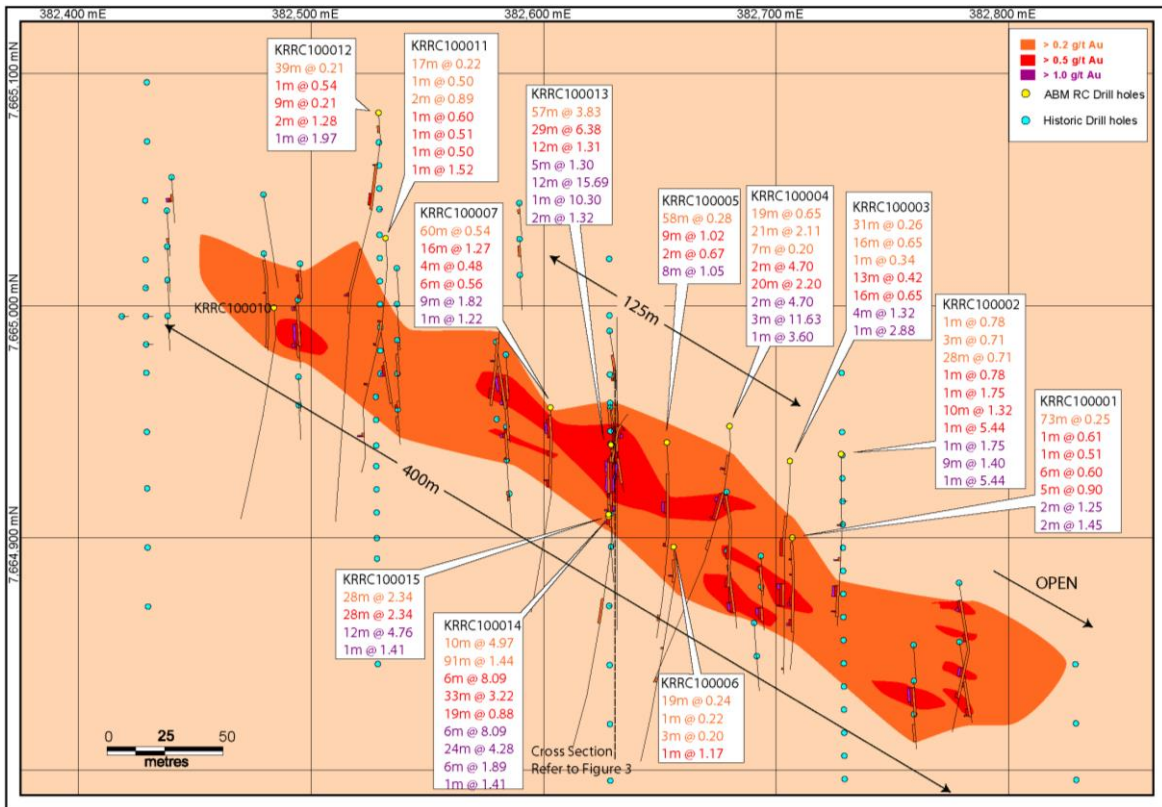 382,400 mE
382,500 mE
382,600 mE
382,700 mE
382,800 mE
7,665,100 mN
7,665,000 mN
7,664,900 mN
> 0.2 g/t Au
> 0.5 g/t Au
> 1.0 g/t Au
ABM RC Drill holes
Historic Drill holes
KRRC100012
39m @ 0.21
1m @ 0.54
9m @ 0.21
2m @ 1.28
1m @ 1.97
KRRC100011
17m @ 0.22
1m @ 0.50
2m @ 0.89
1m @ 0.60
1m @ 0.51
1m @ 0.50
1m @ 1.52
KRRC100013
57m @ 3.83
29m @ 6.38
12m @ 1.31
5m @ 1.30
12m @ 15.69
1m @ 10.30
2m @ 1.32
KRRC100007
60m @ 0.54
16m @ 1.27
4m @ 0.48
6m @ 0.56
9m @ 1.82
1m @ 1.22
KRRC100005
58m @ 0.28
9m @ 1.02
2m @ 0.67
8m @ 1.05
KRRC100004
19m @ 0.65
21m @ 2.11
7m @ 0.20
2m @ 4.70
20m @ 2.20
2m @ 4.70
3m @ 11.63
1m @ 3.60
KRRC100003
31m @ 0.26
16m @ 0.65
1m @ 0.34
13m @ 0.42
16m @ 0.65
4m @ 1.32
1m @ 2.88
KRRC100002
1m @ 0.78
3m @ 0.71
28m @ 0.71
1m @ 0.78
1m @ 1.75
10m @ 1.32
1m @ 5.44
1m @ 1.75
9m @ 1.40
1m @ 5.44
KRRC100001
73m @ 0.25
1m @ 0.61
1m @ 0.51
6m @ 0.60
5m @ 0.90
2m @ 1.25
2m @ 1.45
KRRC100010
125m
400m
OPEN
KRRC100015
28m @ 2.34
28m @ 2.34
12m @ 4.76
1m @ 1.41
KRRC100014
10m @ 4.97
91m @ 1.44
6m @ 8.09
33m @ 3.22
19m @ 0.88
6m @ 8.09
24m @ 4.28
6m @ 1.89
1m @ 1.41
KRRC100006
19m @ 0.24
1m @ 0.22
3m @ 0.20
1m @ 1.17
Cross Section,
Refer to Figure 3
0 25 50
metres